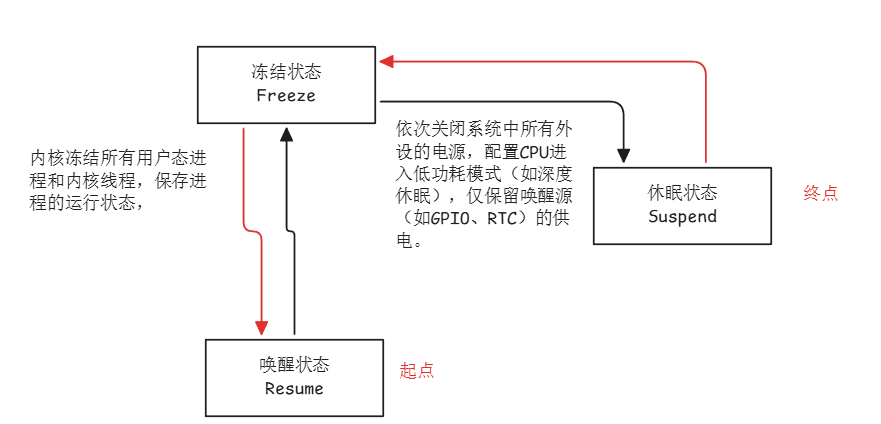 冻结状态
Freeze
内核冻结所有用户态进
程和内核线程，保存进
程的运行状态，
依次关闭系统中所有外
设的电源，配置CPU进
入低功耗模式（如深度
休眠），仅保留唤醒源
（如GPIO、RTC）的供
电。
休眠状态
Suspend
终点
唤醒状态
Resume
起点